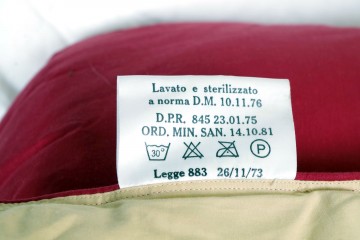 Lavato e sterilizzato
a norma D.M. 10.11.76
D.P.R. 845 23.01.75
ORD. MIN. SAN. 14.10.81
30° P
Legge 883 26/11/73